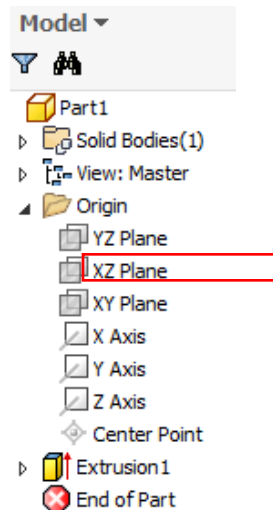 Model
Part1
Solid Bodies(1)
View: Master
Origin
YZ Plane
XZ Plane
XY Plane
X Axis
Y Axis
Z Axis
Center Point
Extrusion1
End of Part